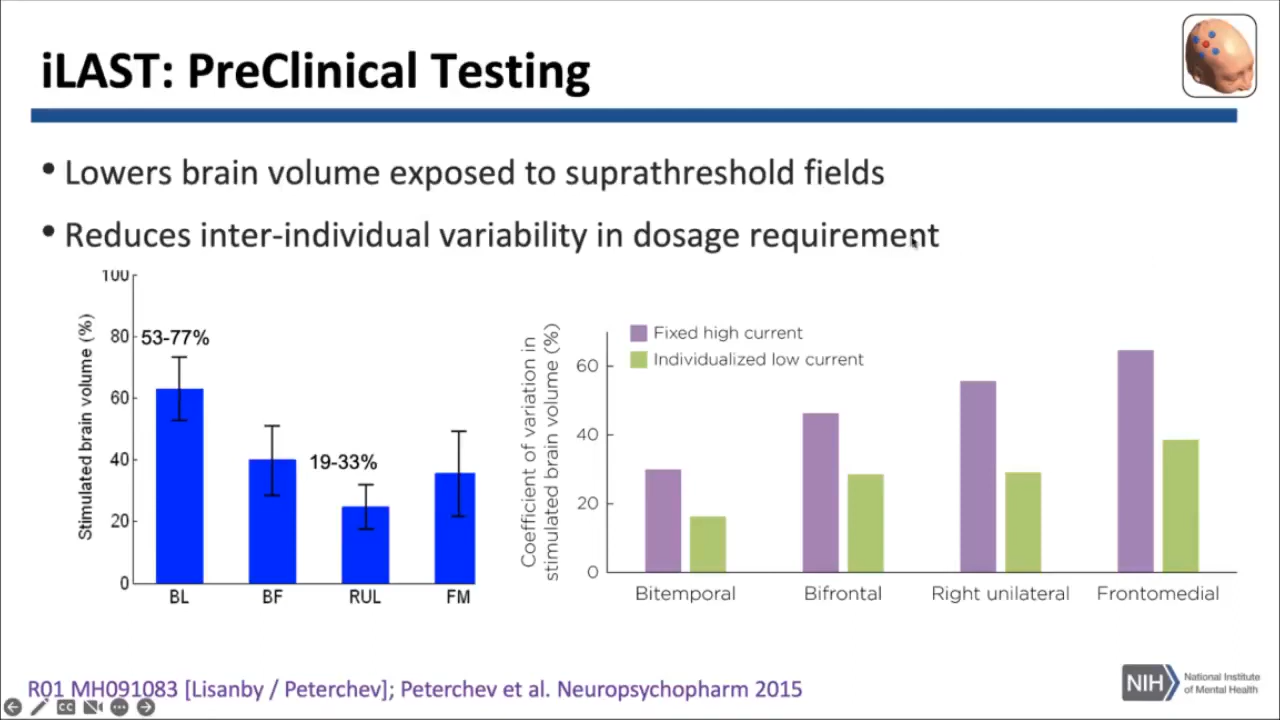 iLAST: PreClinical Testing
• Lowers brain volume exposed to suprathreshold fields
• Reduces inter-individual variability in dosage requirement
Stimulated brain volume (%)
100
80
60
40
20
0
53-77%
19-33%
BL
BF
RUL
FM
Coefficient of variation in
stimulated brain volume (%)
60
40
20
0
Fixed high current
Individualized low current
Bitemporal
Bifrontal
Right unilateral
Frontomedial
R01 MH091083 [Lisanby / Peterchev]; Peterchev et al. Neuropsychopharm 2015
CC
NIH
National Institute
of Mental Health